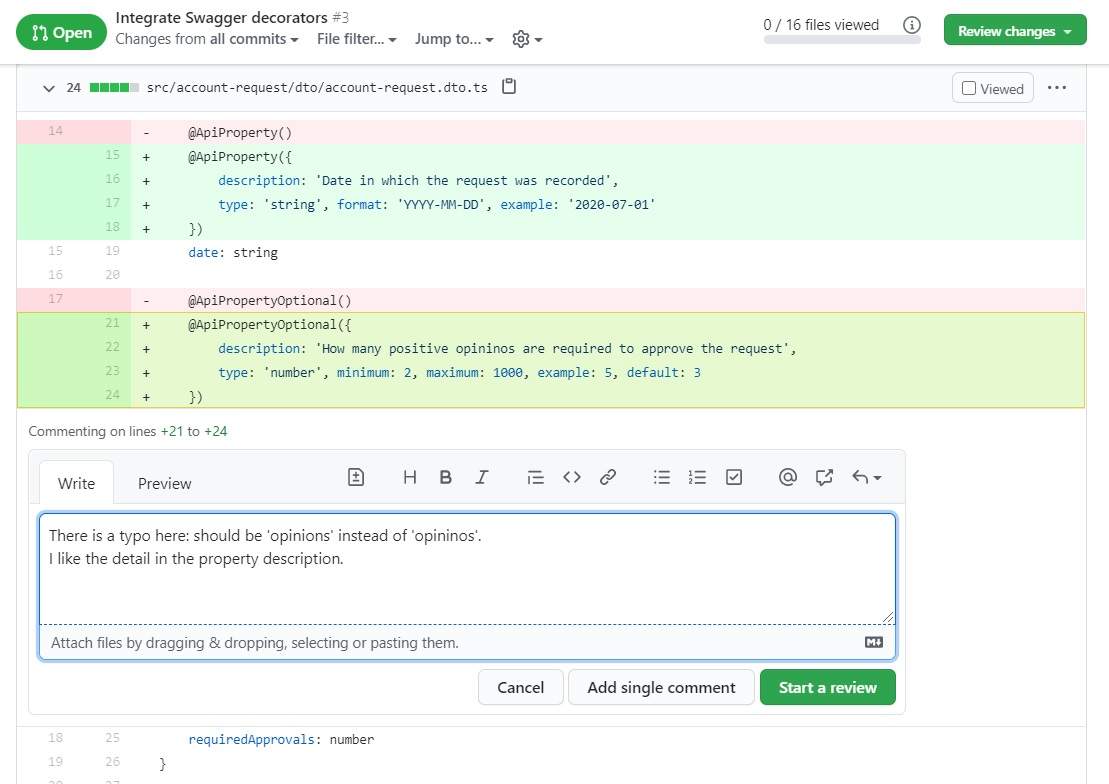 Open
Integrate Swagger decorators #3
Changes from all commits File filter... Jump to...
0 / 16 files viewed
Review changes
24 src/account-request/dto/account-request.dto.ts Viewed
14 - @ApiProperty()
15 + @ApiProperty({
16 + description: 'Date in which the request was recorded',
17 + type: 'string', format: 'YYYY-MM-DD', example: '2020-07-01'
18 + })
15 19 date: string
16 20
17 - @ApiPropertyOptional()
21 + @ApiPropertyOptional({
22 + description: 'How many positive opininos are required to approve the request',
23 + type: 'number', minimum: 2, maximum: 1000, example: 5, default: 3
24 + })
Commenting on lines +21 to +24
Write Preview
There is a typo here: should be 'opinions' instead of 'opininos'.
I like the detail in the property description.
Attach files by dragging & dropping, selecting or pasting them.
Cancel Add single comment Start a review
18 25 requiredApprovals: number
19 26 }